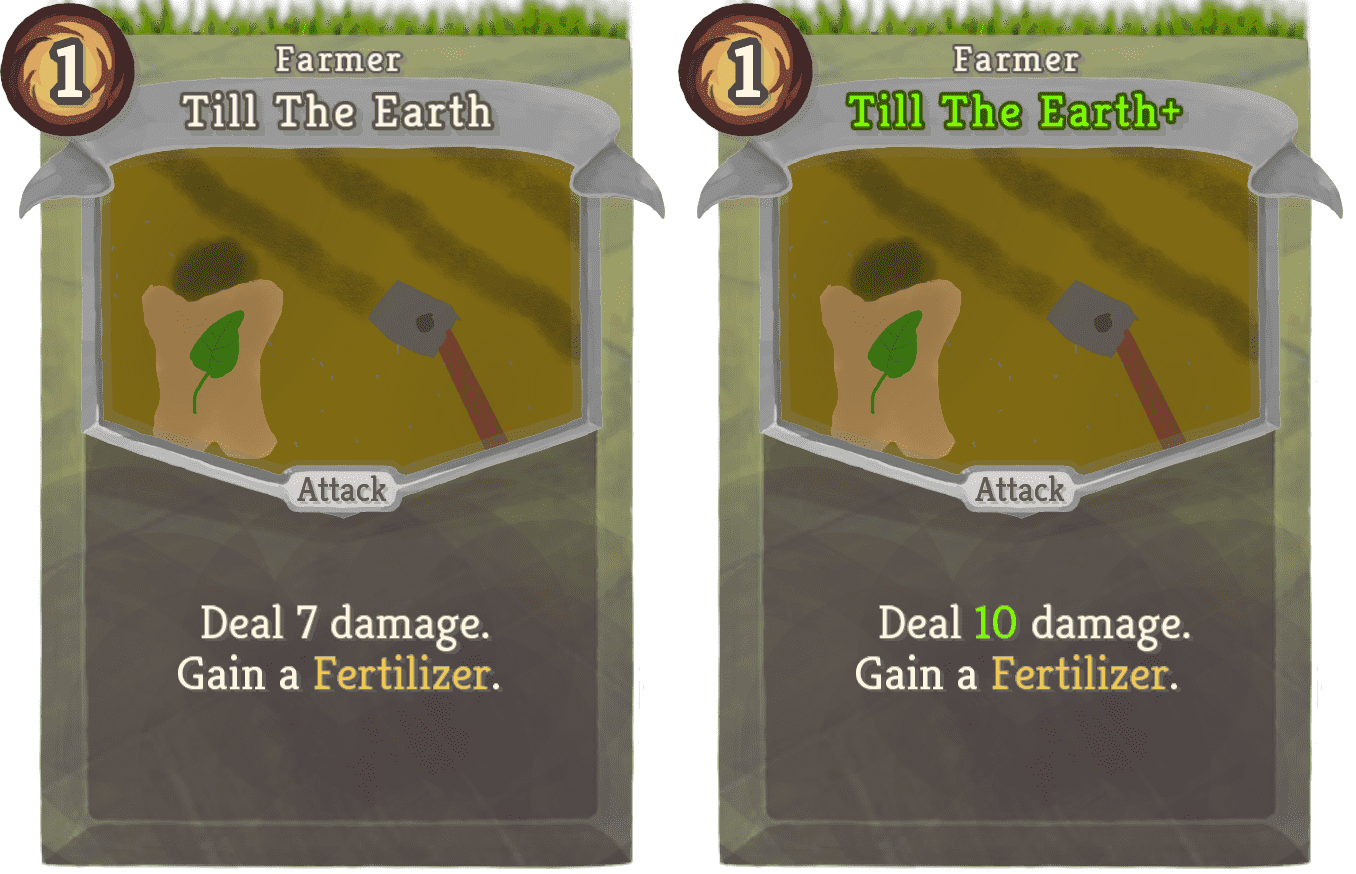 1
Farmer
Till The Earth
Attack
Deal 7 damage.
Gain a Fertilizer.
1
Farmer
Till The Earth+
Attack
Deal 10 damage.
Gain a Fertilizer.